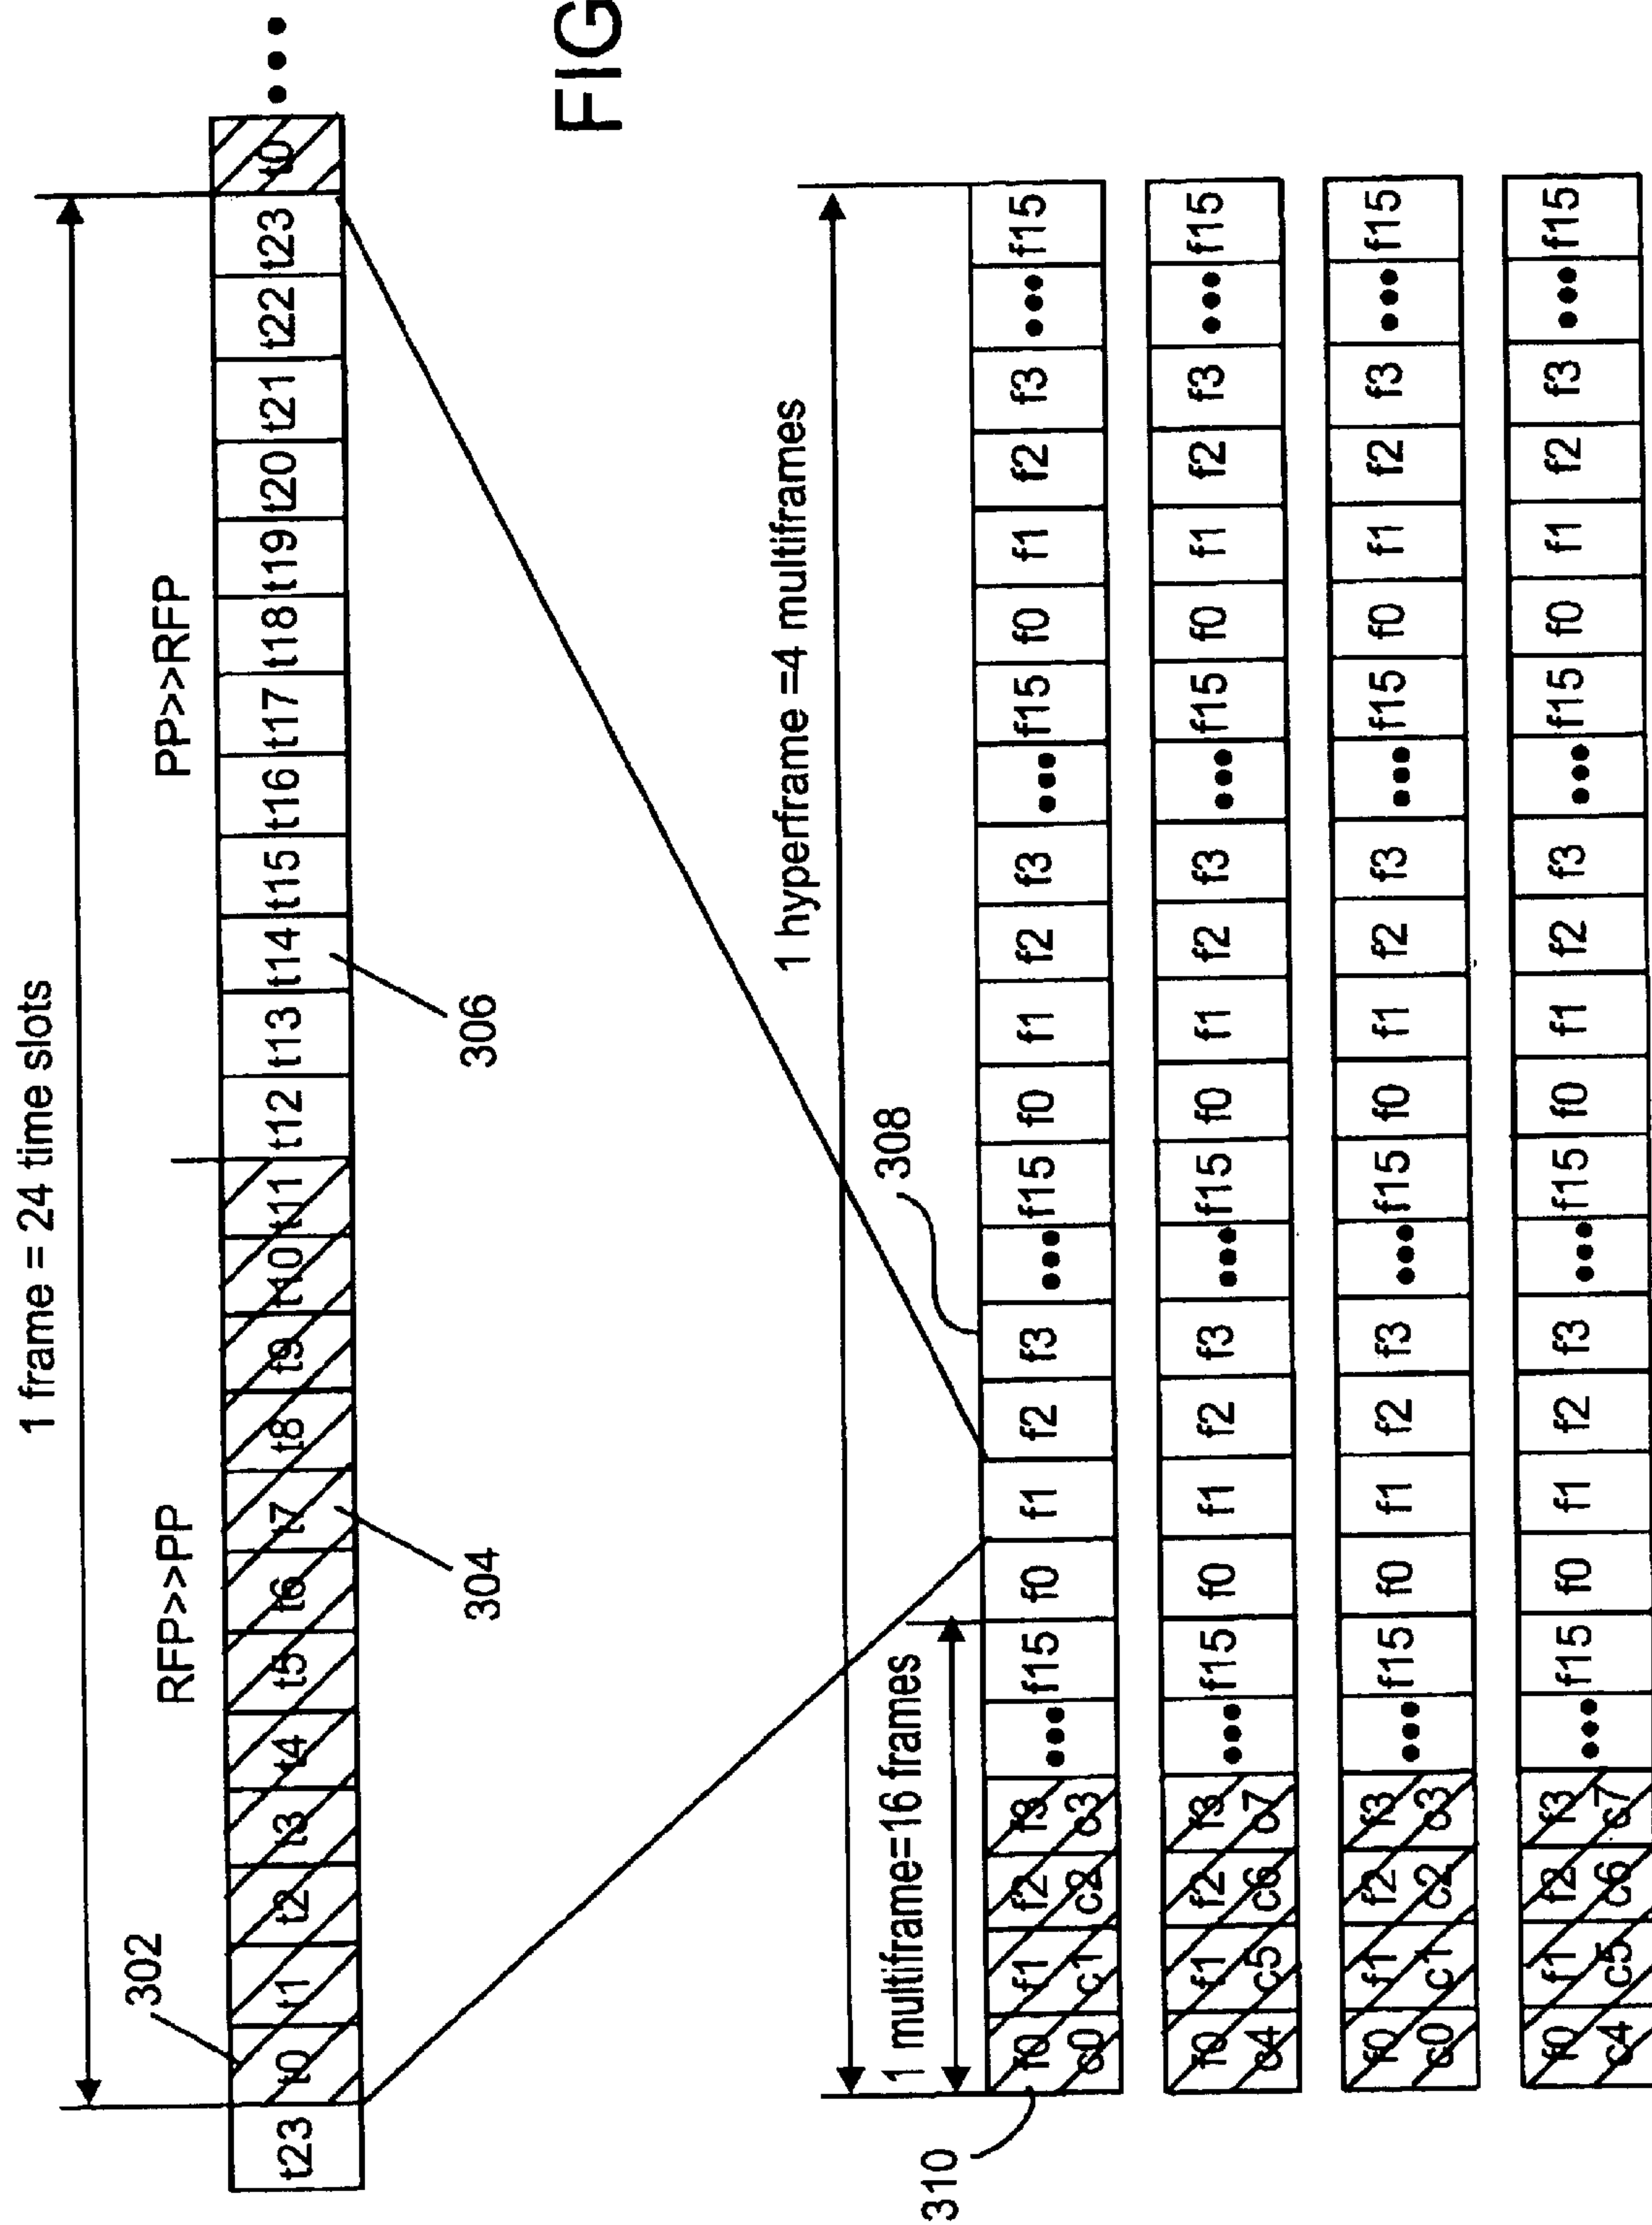 1 frame = 24 time slots
RFP>>PP PP>>RFP
302
t23 t0 t1 t2 t3 t4 t5 t6 t7 t8 t9 t10 t11 t12 t13 t14 t15 t16 t17 t18 t19 t20 t21 t22 t23 t0 •••
304 306
FIG
1 hyperframe =4 multiframes
308
1 multiframe=16 frames
310
f0 f1 f2 f3 ••• f15 f0 f1 f2 f3 ••• f15 f0 f1 f2 f3 ••• f15 f0 f1 f2 f3 ••• f15
c0 c1 c2 c3
f0 f1 f2 f3 ••• f15 f0 f1 f2 f3 ••• f15 f0 f1 f2 f3 ••• f15 f0 f1 f2 f3 ••• f15
c4 c5 c6 c7
f0 f1 f2 f3 ••• f15 f0 f1 f2 f3 ••• f15 f0 f1 f2 f3 ••• f15 f0 f1 f2 f3 ••• f15
c0 c1 c2 c3
f0 f1 f2 f3 ••• f15 f0 f1 f2 f3 ••• f15 f0 f1 f2 f3 ••• f15 f0 f1 f2 f3 ••• f15
c4 c5 c6 c7